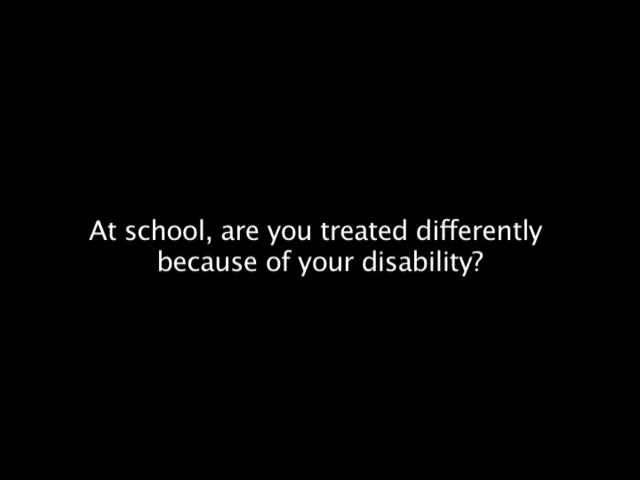 At school, are you treated differently
because of your disability?